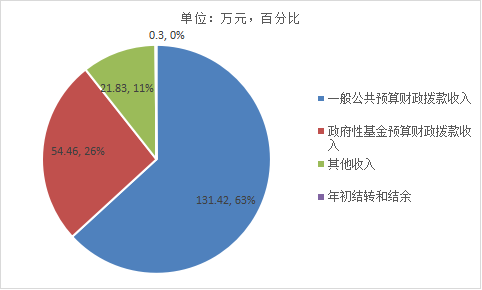 单位：万元，百分比
0.3, 0%
21.83, 11%
54.46, 26%
131.42, 63%
一般公共预算财政拨款收入
政府性基金预算财政拨款收
入
其他收入
年初结转和结余